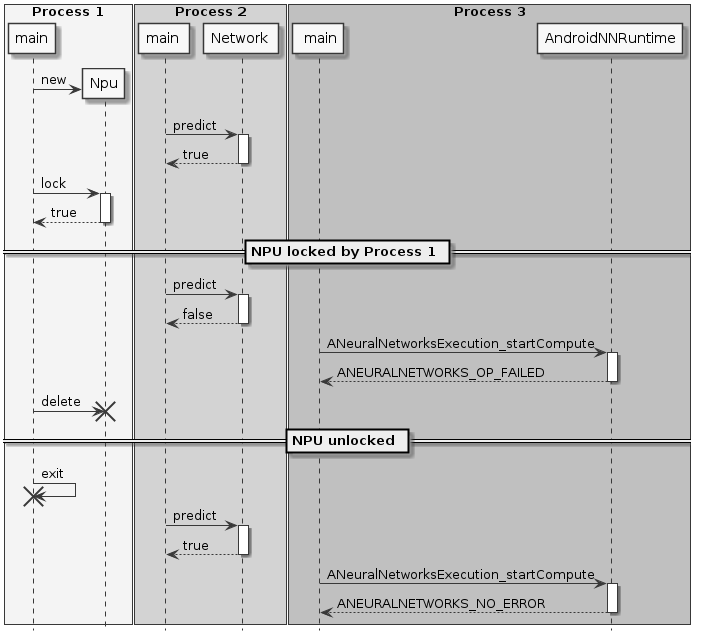 Process 1
Process 2
Process 3
main
Npu
main
Network
main
AndroidNNRuntime
new
predict
true
lock
true
NPU locked by Process 1
predict
false
ANeuralNetworksExecution_startCompute
ANEURALNETWORKS_OP_FAILED
delete
NPU unlocked
exit
predict
true
ANeuralNetworksExecution_startCompute
ANEURALNETWORKS_NO_ERROR